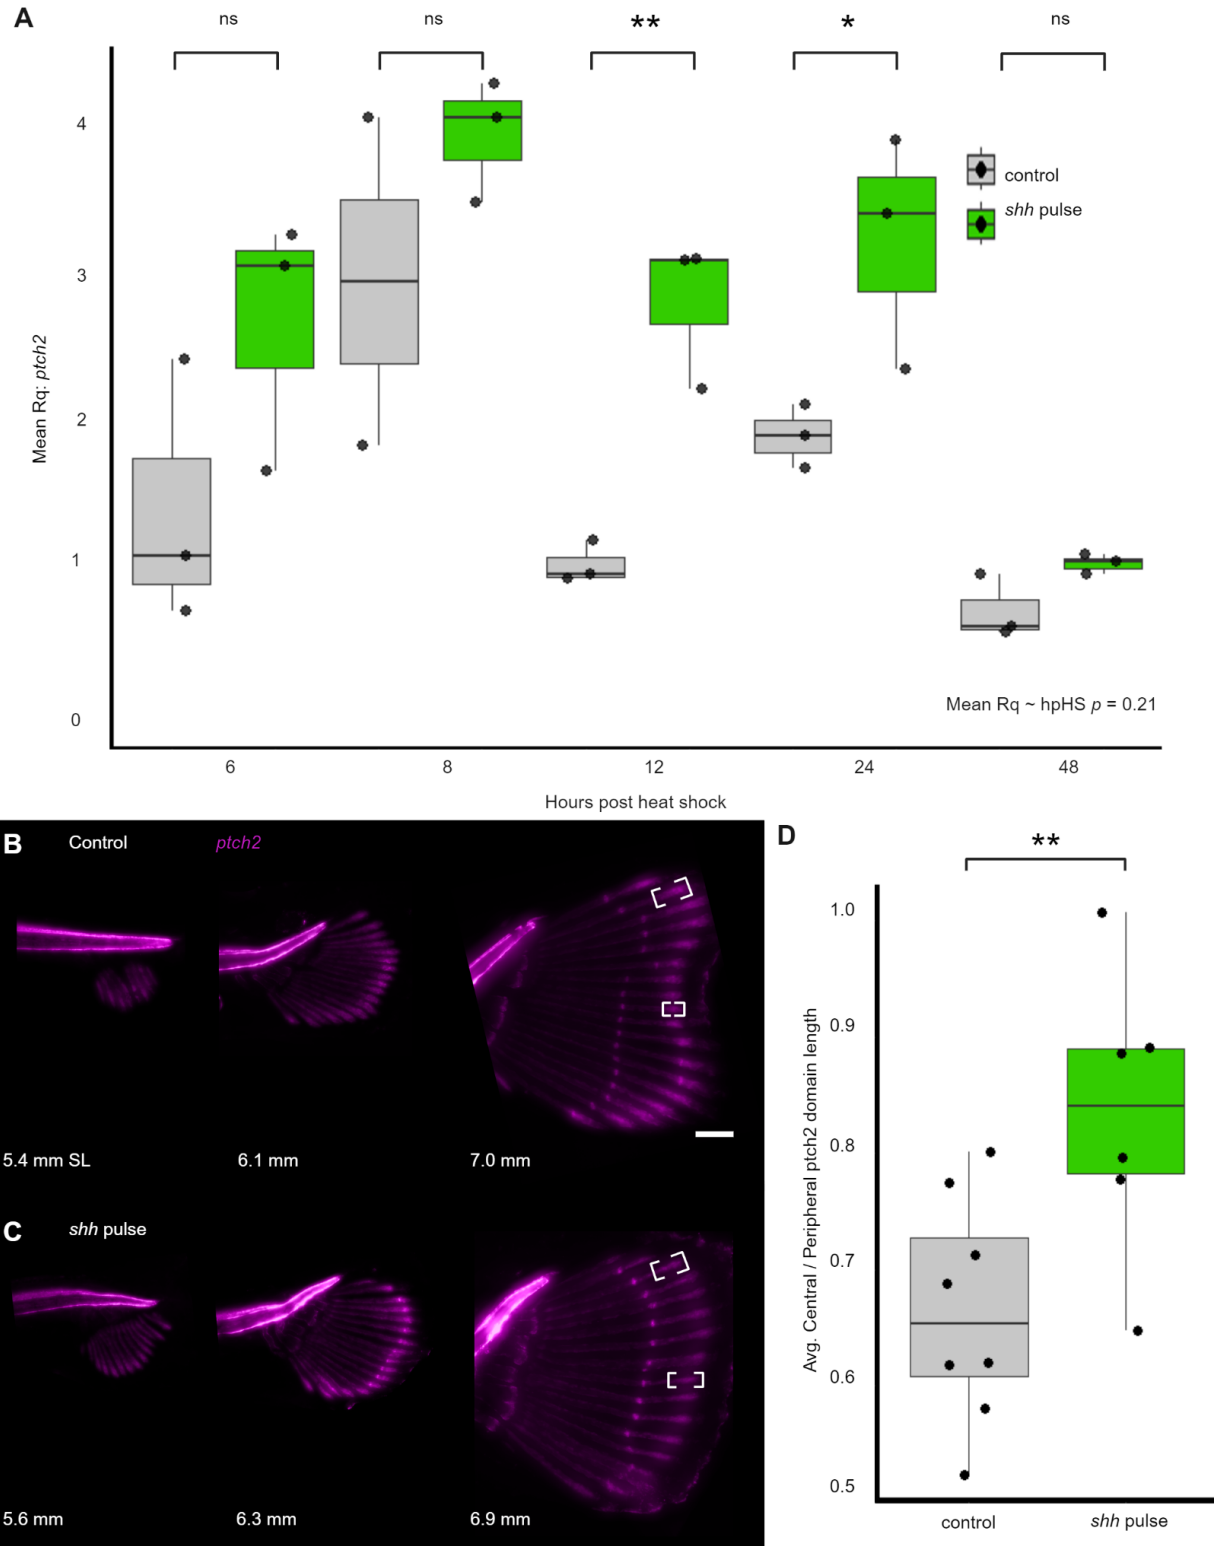 A
ns
ns
**
*
ns
4
3
2
1
0
Mean Rq: ptch2
control
shh pulse
Mean Rq ~ hpHS p = 0.21
6
8
12
24
48
Hours post heat shock
B
Control
ptch2
5.4 mm SL
6.1 mm
7.0 mm
C
shh pulse
5.6 mm
6.3 mm
6.9 mm
D
**
1.0
0.9
0.8
0.7
0.6
0.5
Avg. Central / Peripheral ptch2 domain length
control
shh pulse